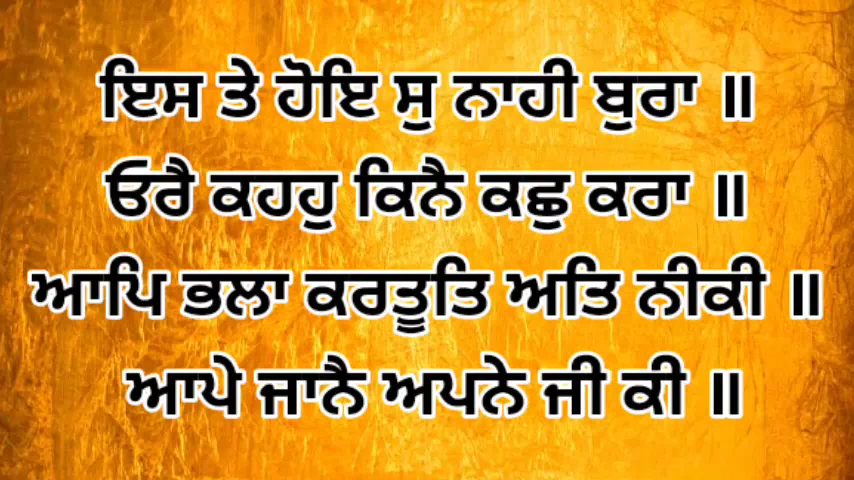 ਇਸ ਤੇ ਹੋਇ ਸੁ ਨਾਹੀ ਬੁਰਾ ॥
ਓਰੈ ਕਹਹੁ ਕਿਨੈ ਕਛੁ ਕਰਾ ॥
ਆਪਿ ਭਲਾ ਕਰਤੂਤਿ ਅਤਿ ਨੀਕੀ ॥
ਆਪੇ ਜਾਨੈ ਅਪਨੇ ਜੀ ਕੀ ॥